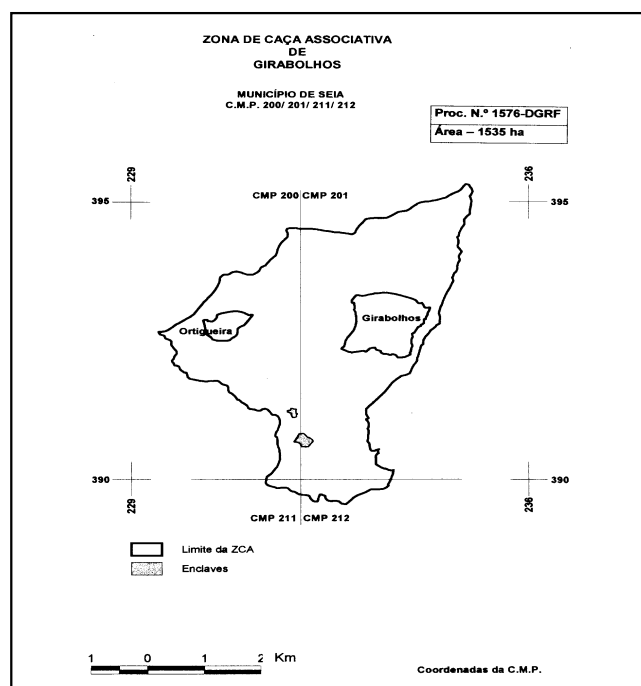 ZONA DE CAÇA ASSOCIATIVA
DE
GIRABOLHOS
MUNICÍPIO DE SEIA
C.M.P. 200/ 201/ 211/ 212
Proc. N.º 1576-DGRF
Área – 1535 ha
229
236
395
CMP 200 CMP 201
395
Ortigueira
Girabolhos
390
390
229
236
CMP 211 CMP 212
Limite da ZCA
Enclaves
1 0 1 2 Km
Coordenadas da C.M.P.